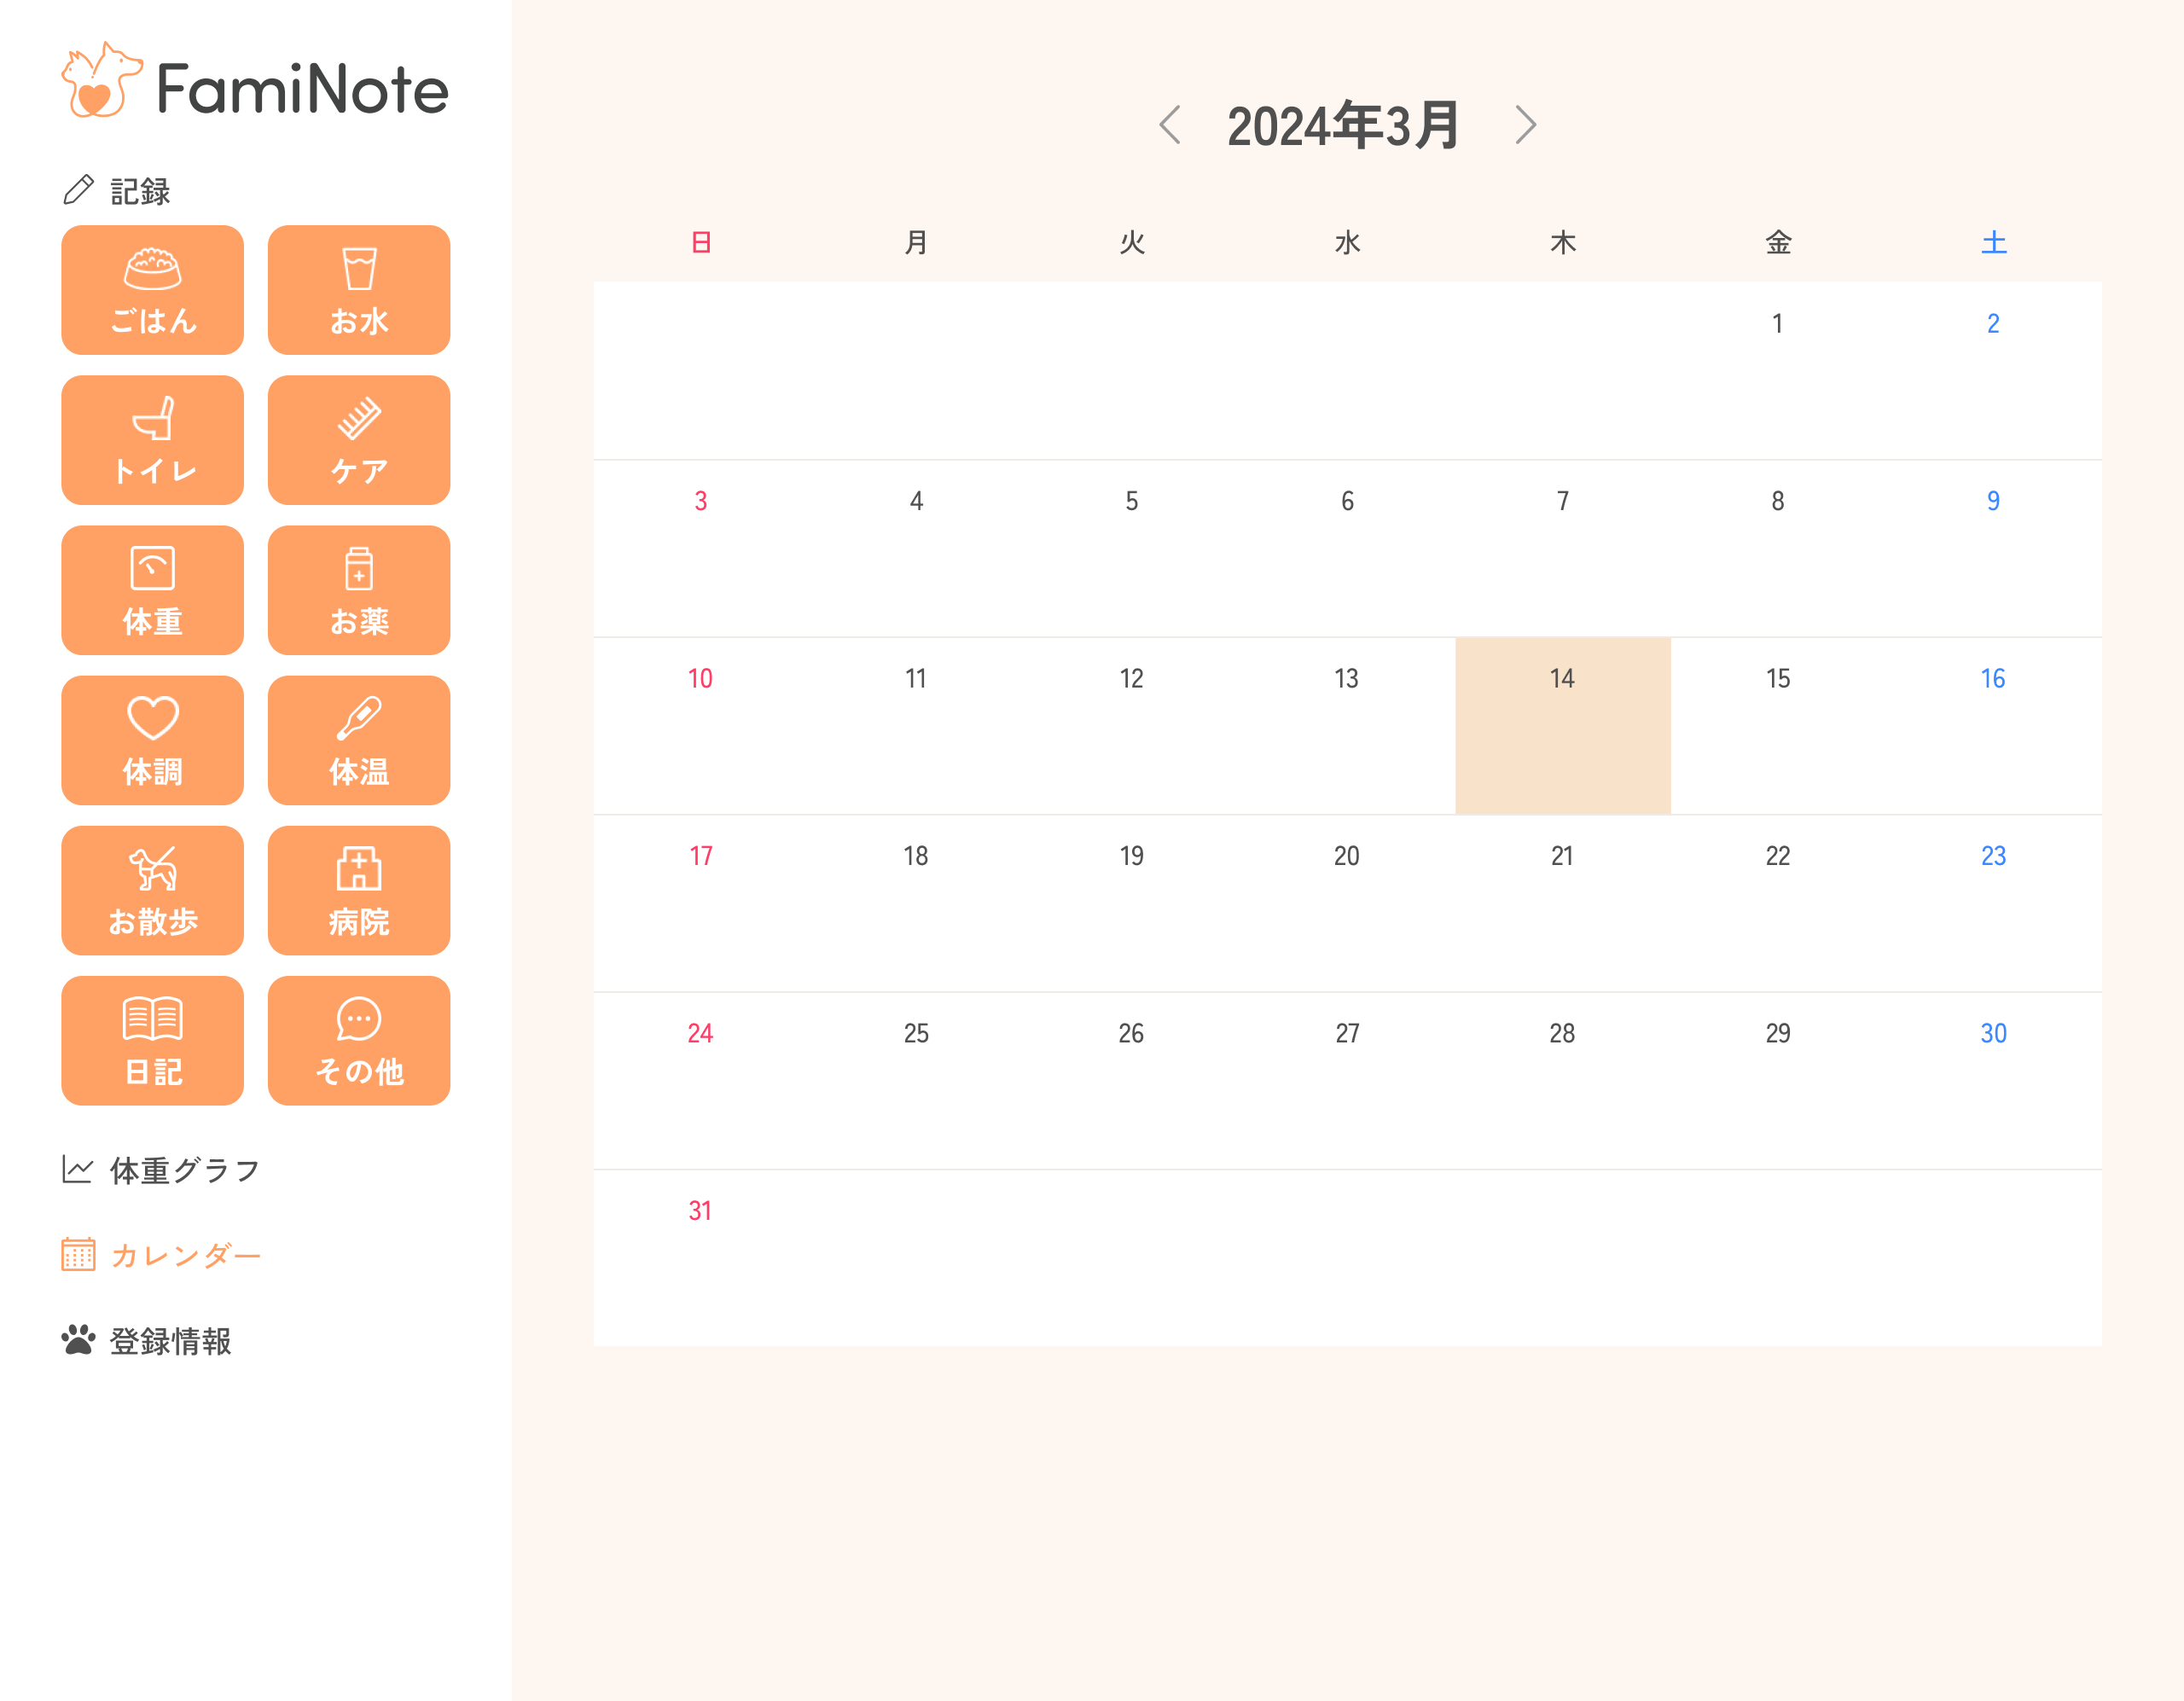 FamiNote
記録
ごはん
お水
トイレ
ケア
体重
お薬
体調
体温
お散歩
病院
日記
その他
体重グラフ
カレンダー
登録情報
2024年3月
日 月 火 水 木 金 土
1 2
3 4 5 6 7 8 9
10 11 12 13 14 15 16
17 18 19 20 21 22 23
24 25 26 27 28 29 30
31